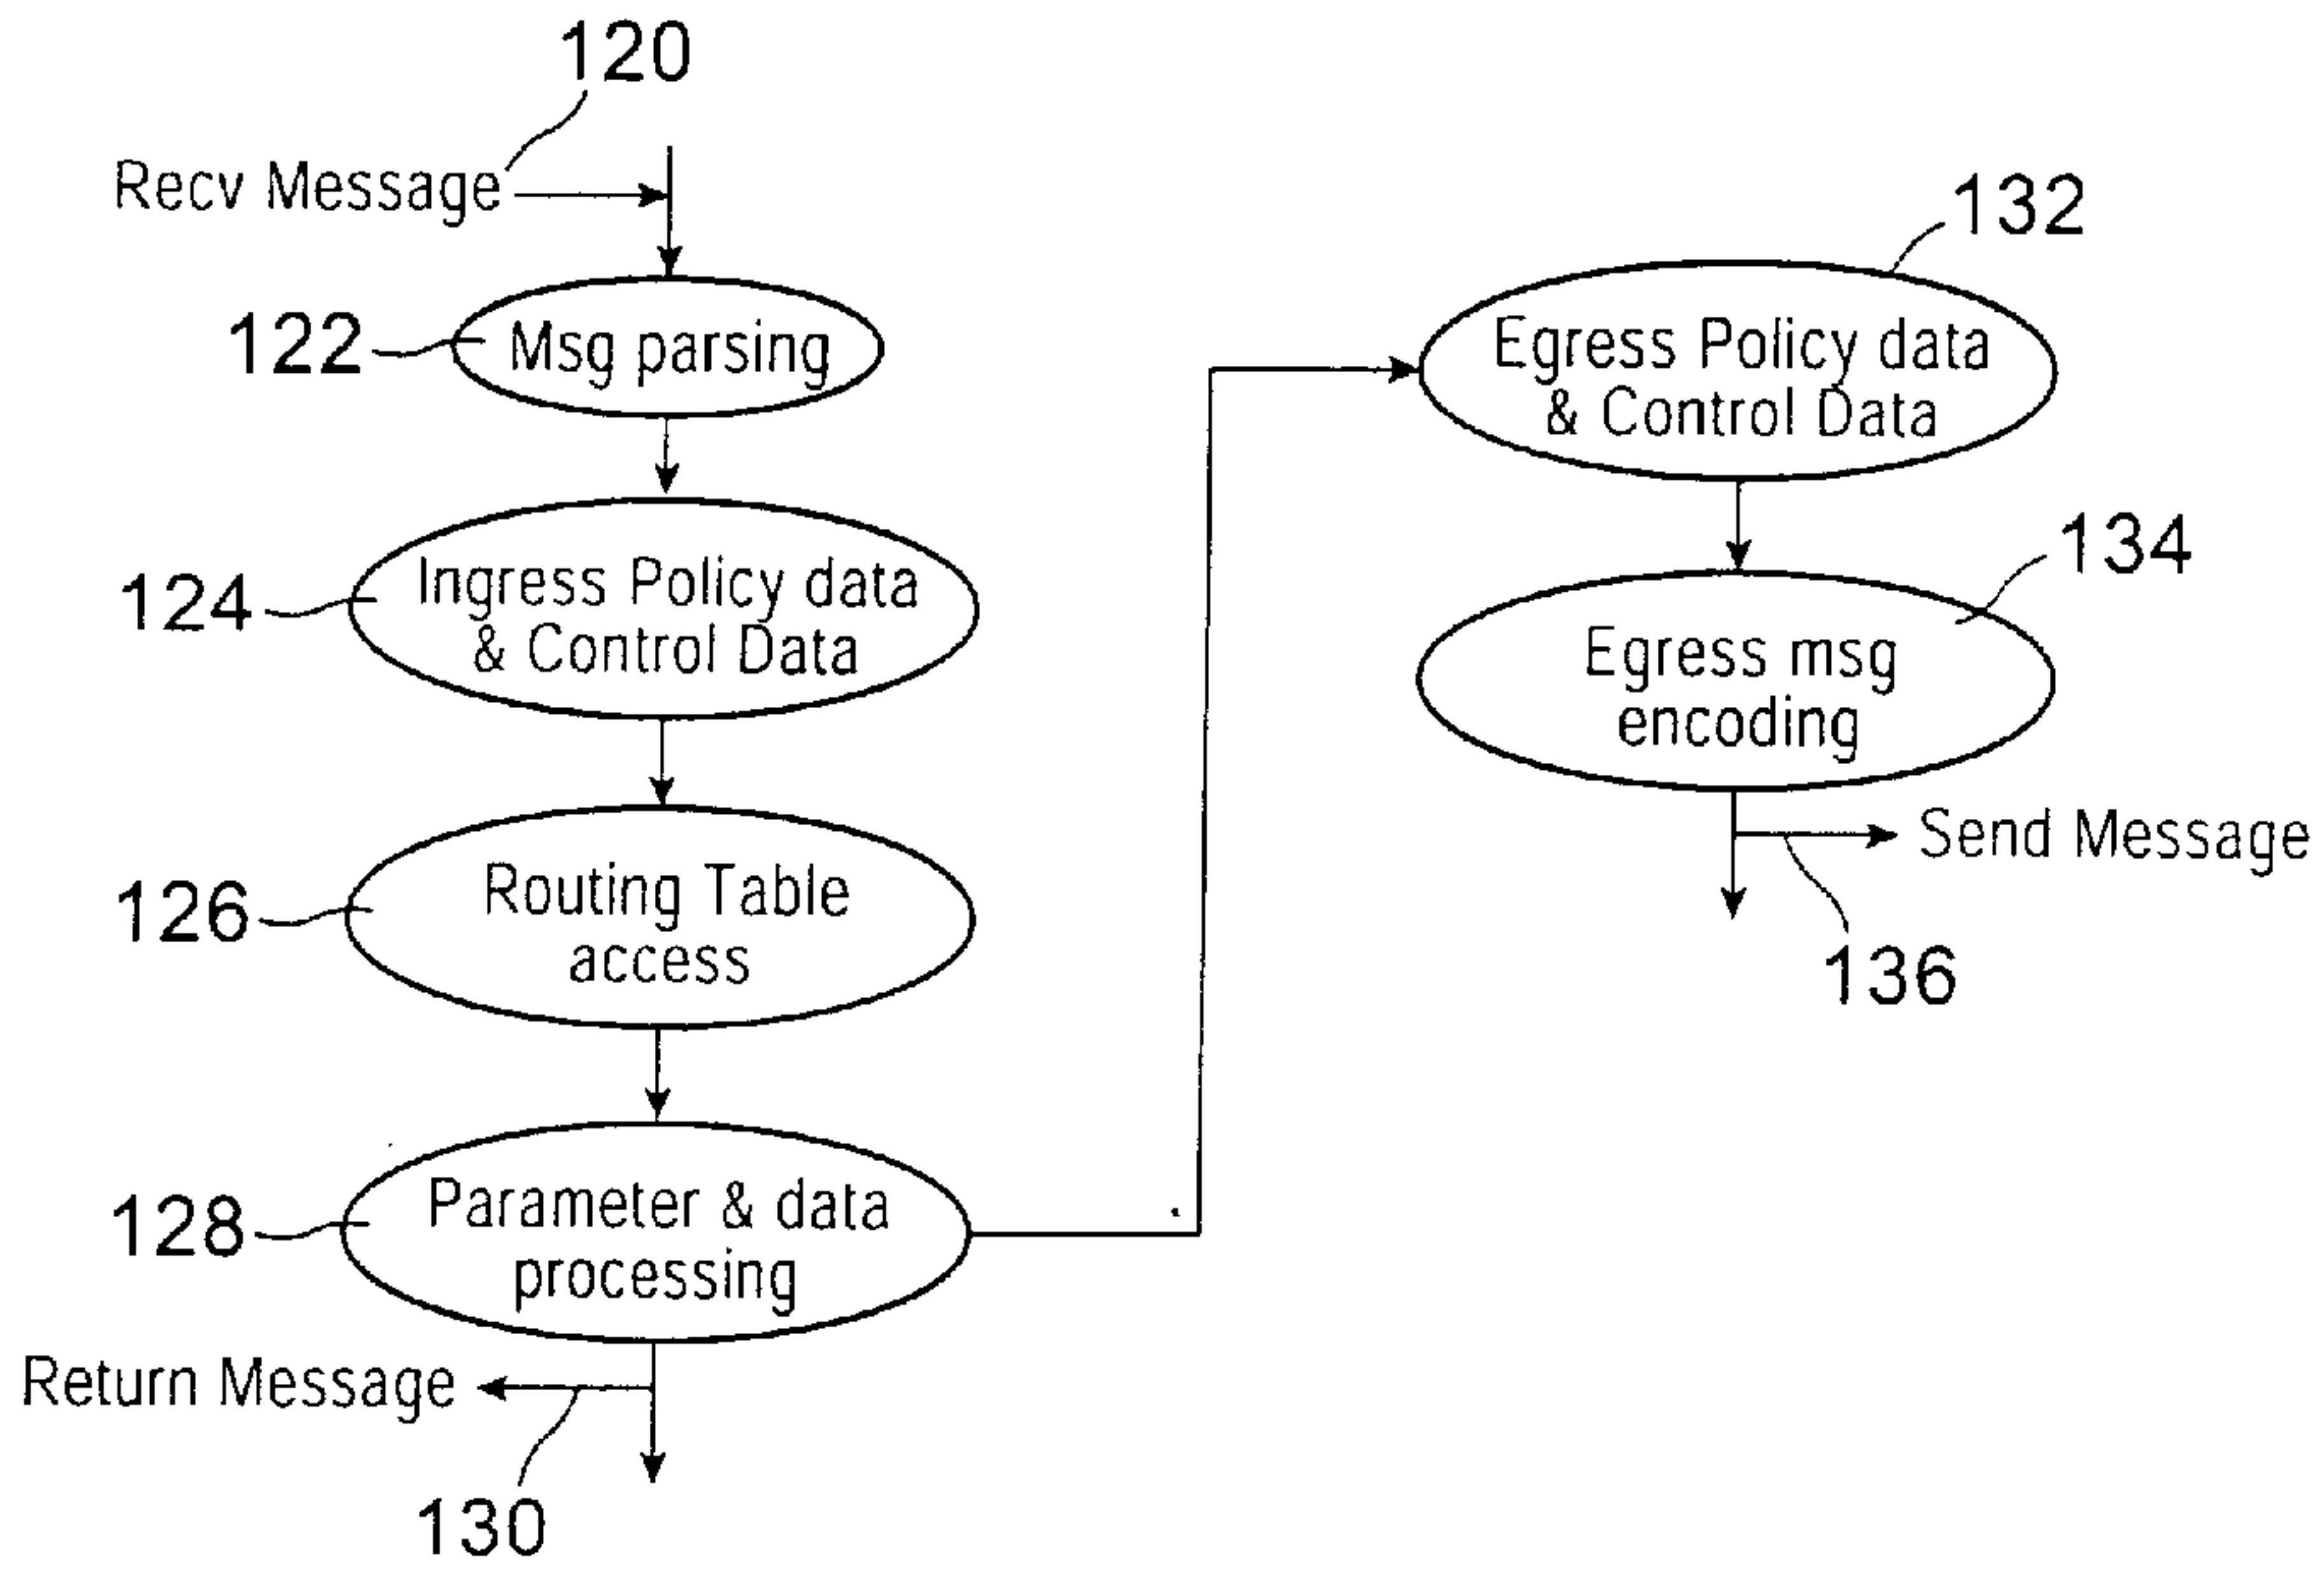 120
Recv Message
122
Msg parsing
124
Ingress Policy data
& Control Data
126
Routing Table
access
128
Parameter & data
processing
Return Message
130
132
Egress Policy data
& Control Data
134
Egress msg
encoding
Send Message
136